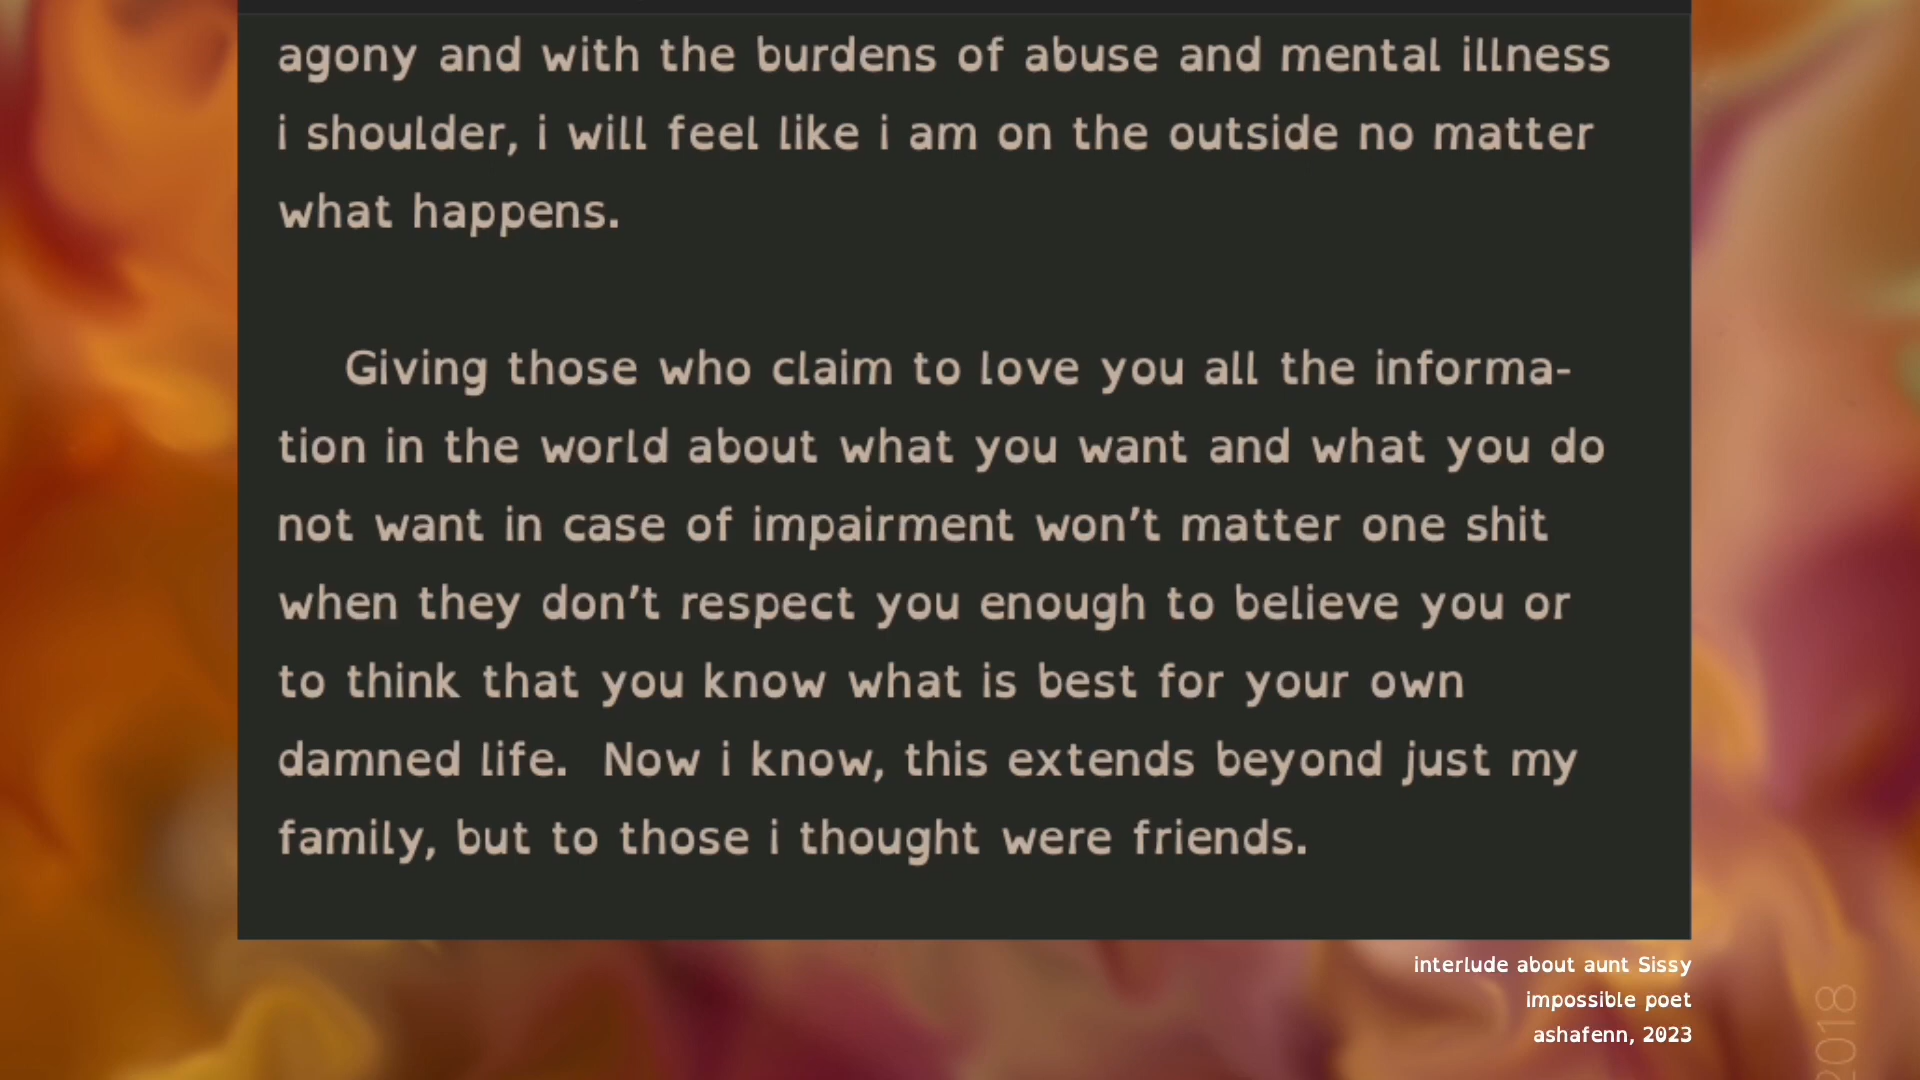 agony and with the burdens of abuse and mental illness
i shoulder, i will feel like i am on the outside no matter
what happens.
Giving those who claim to love you all the informa-
tion in the world about what you want and what you do
not want in case of impairment won’t matter one shit
when they don’t respect you enough to believe you or
to think that you know what is best for your own
damned life.  Now i know, this extends beyond just my
family, but to those i thought were friends.
interlude about aunt Sissy
impossible poet
ashafenn, 2023
2018